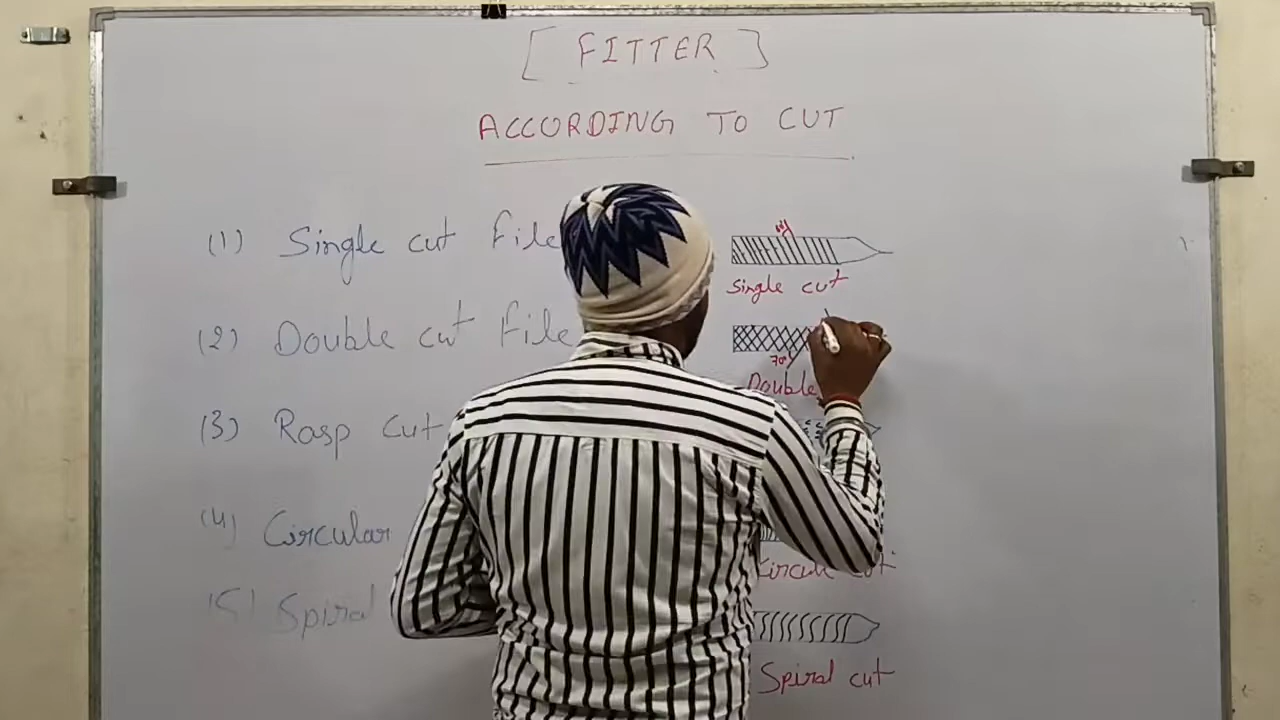 [ FITTER ]
ACCORDING TO CUT
(1) Single cut file
Single cut
(2) Double cut file
70°
Double
(3) Rasp cut
(4) Circular
Circular cut
(5) Spiral
Spiral cut